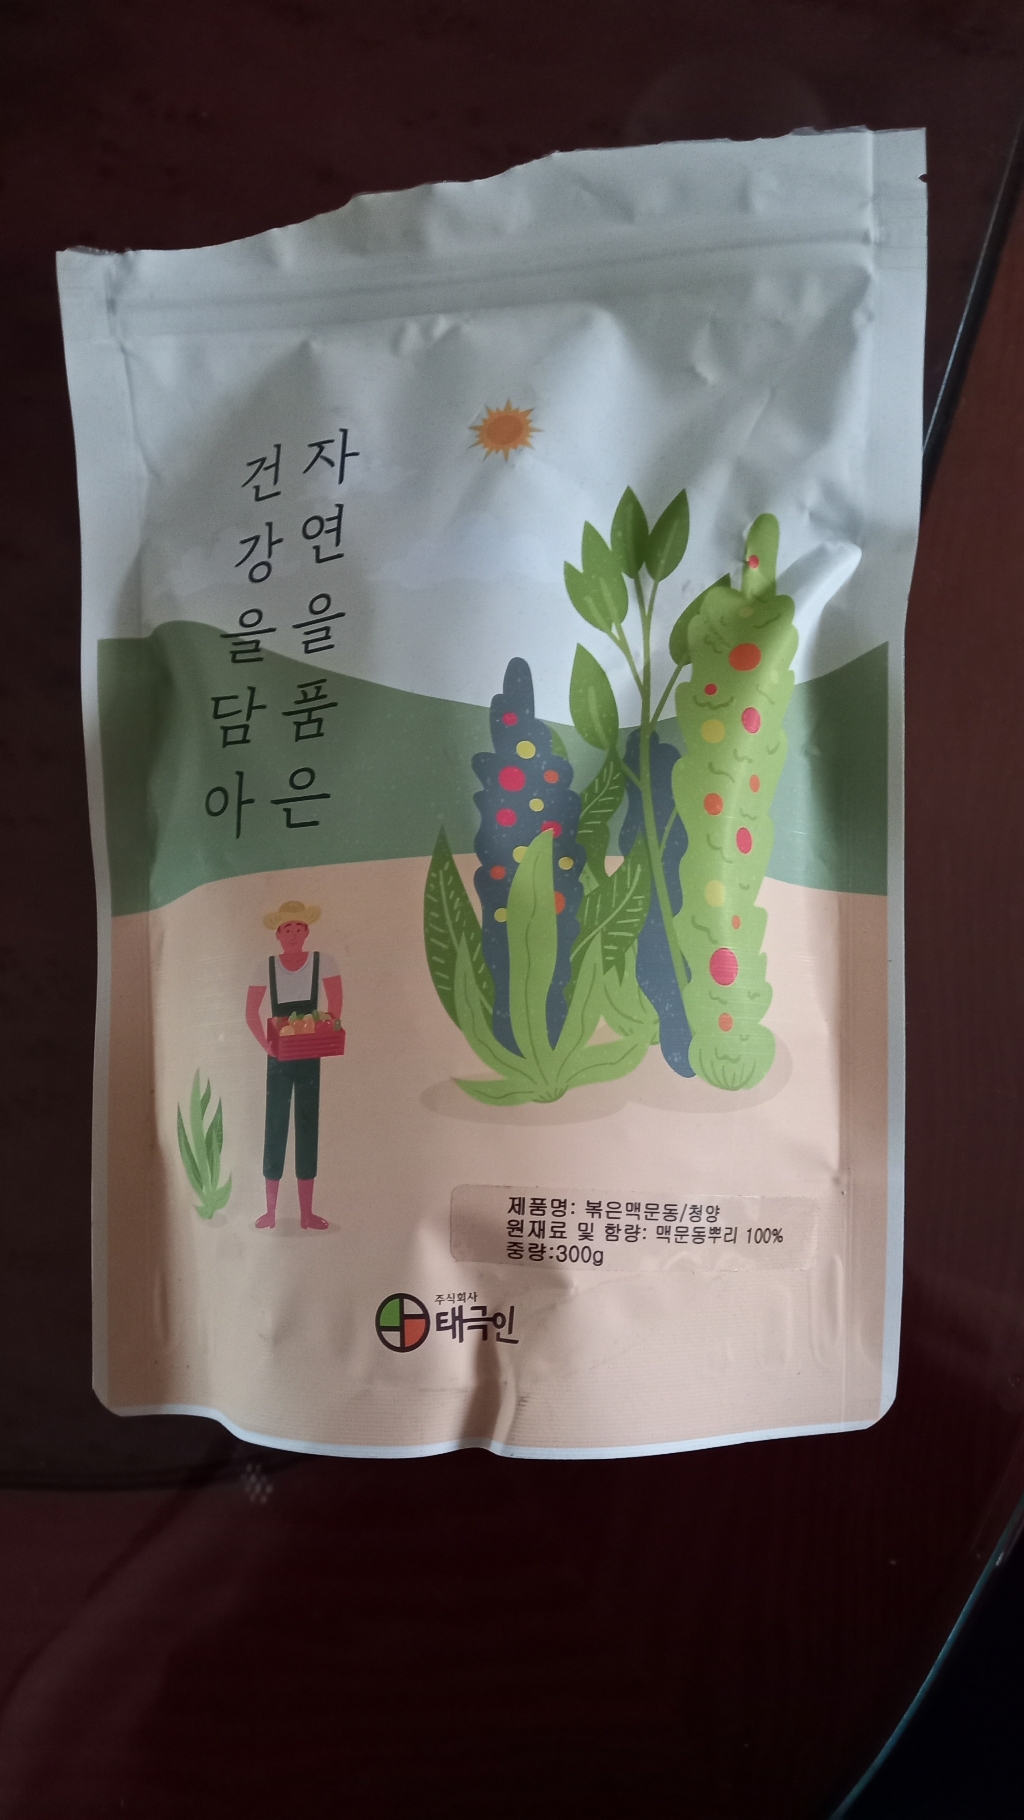 자연을품은
건강을담아
제품명: 볶은맥문동/청양
원재료 및 함량: 맥문동뿌리 100%
중량:300g
주식회사
태극인